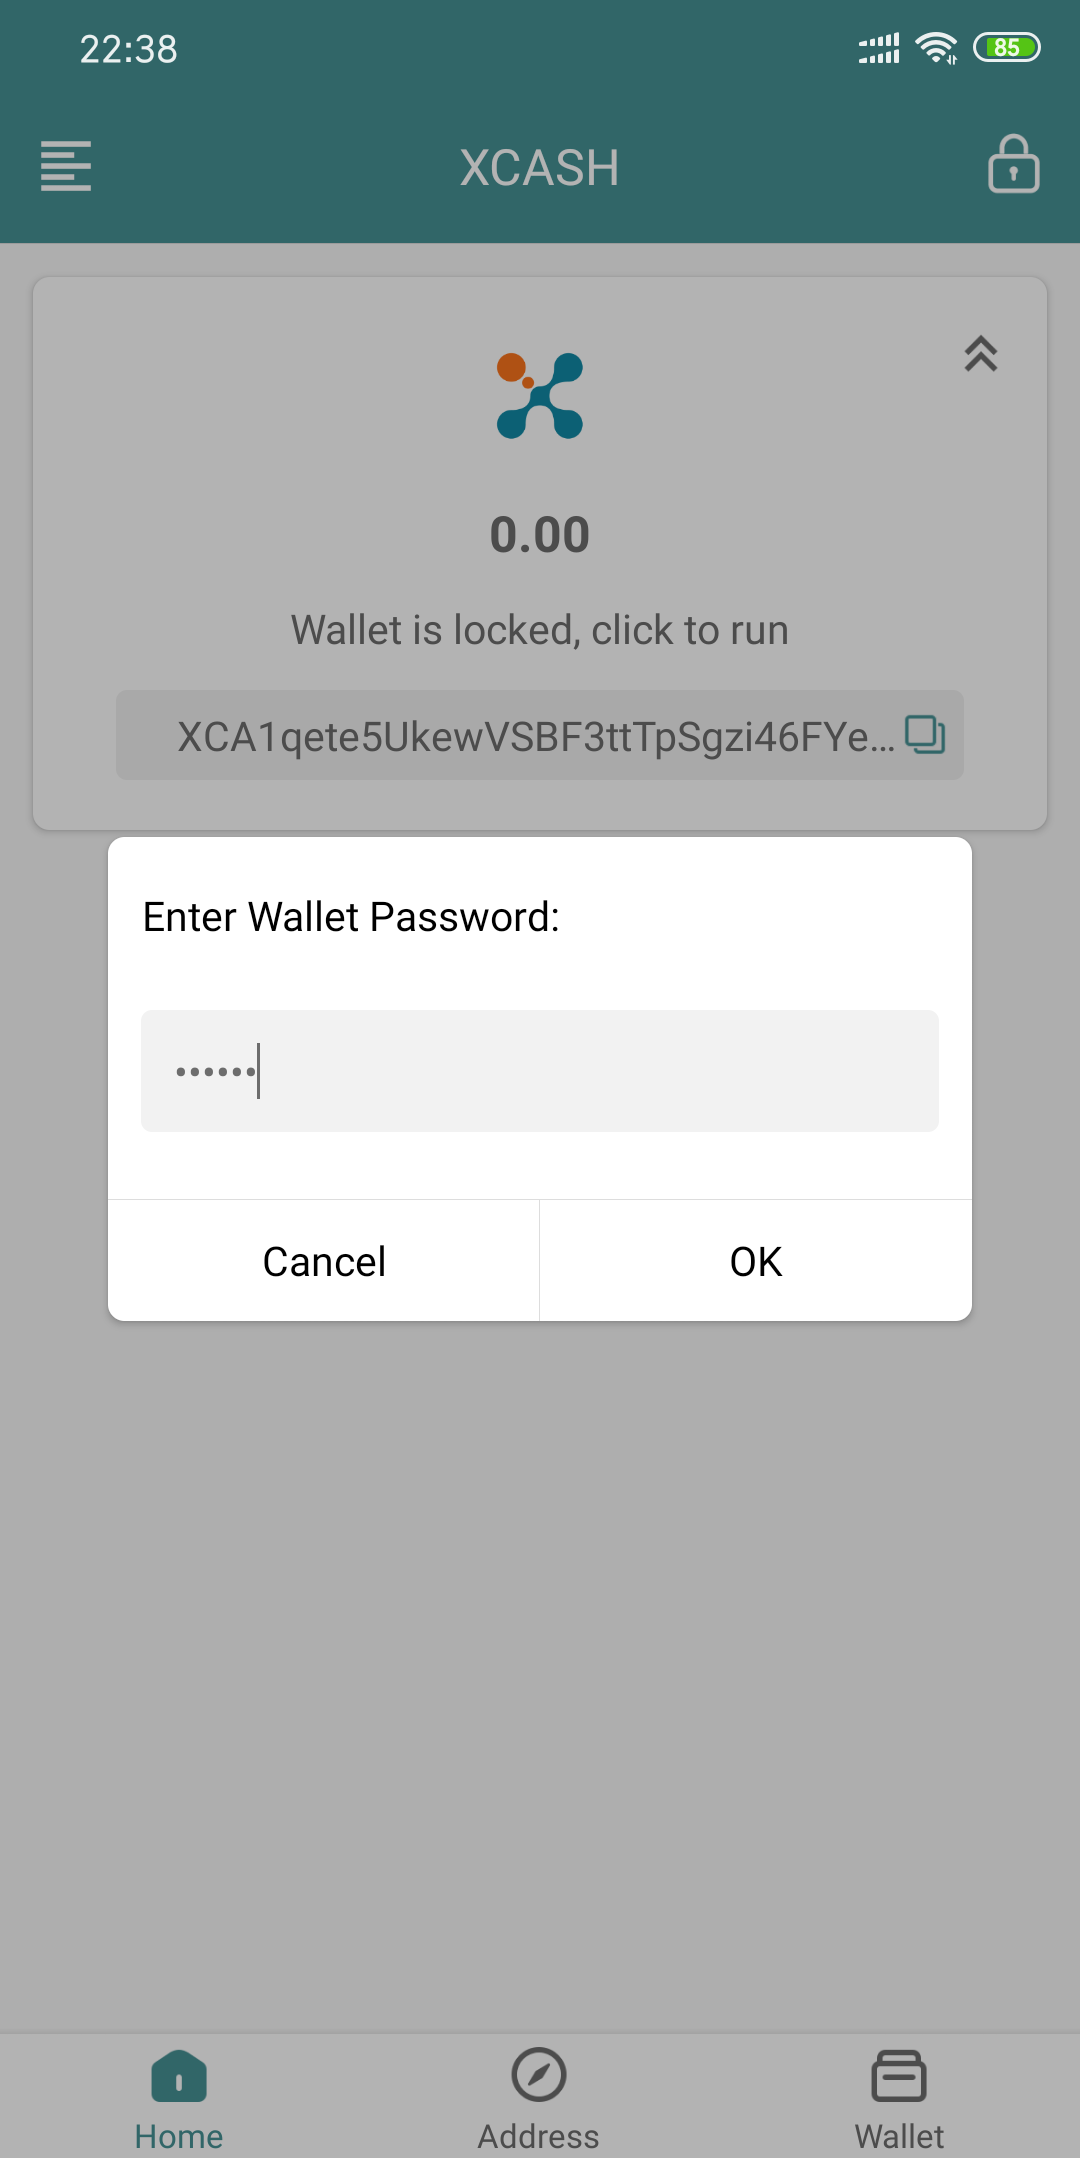 22:38
85
XCASH
0.00
Wallet is locked, click to run
XCA1qete5UkewVSBF3ttTpSgzi46FYe...
Enter Wallet Password:
••••••
Cancel
OK
Home
Address
Wallet